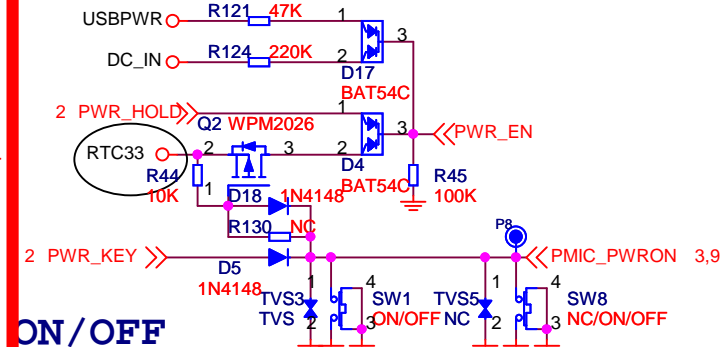 USBPWR R121 47K 1
3
DC_IN R124 220K 2
D17
BAT54C
2 PWR_HOLD 1
Q2 WPM2026
3 PWR_EN
RTC33 2 3 2 D4
R44 BAT54C R45
10K 1 D18 1N4148 100K
R130 NC P8
2 PWR_KEY PMIC_PWRON 3,9
D5
1N4148 1 4 1 4
TVS3 SW1 TVS5 SW8
TVS 2 3 ON/OFF NC 2 3 NC/ON/OFF
ON/OFF